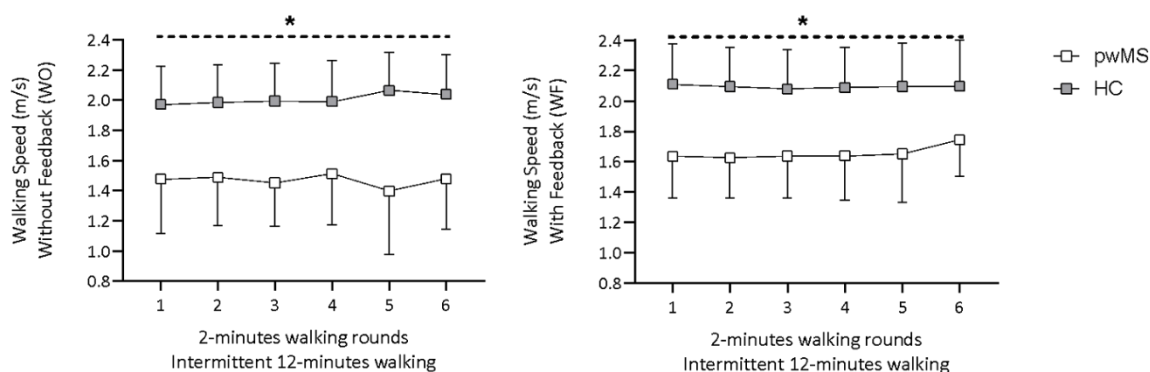 *
2.4
2.2
2.0
1.8
1.6
1.4
1.2
1.0
0.8
Walking Speed (m/s)
Without Feedback (WO)
1 2 3 4 5 6
2-minutes walking rounds
Intermittent 12-minutes walking
*
2.4
2.2
2.0
1.8
1.6
1.4
1.2
1.0
0.8
Walking Speed (m/s)
With Feedback (WF)
1 2 3 4 5 6
2-minutes walking rounds
Intermittent 12-minutes walking
pwMS
HC